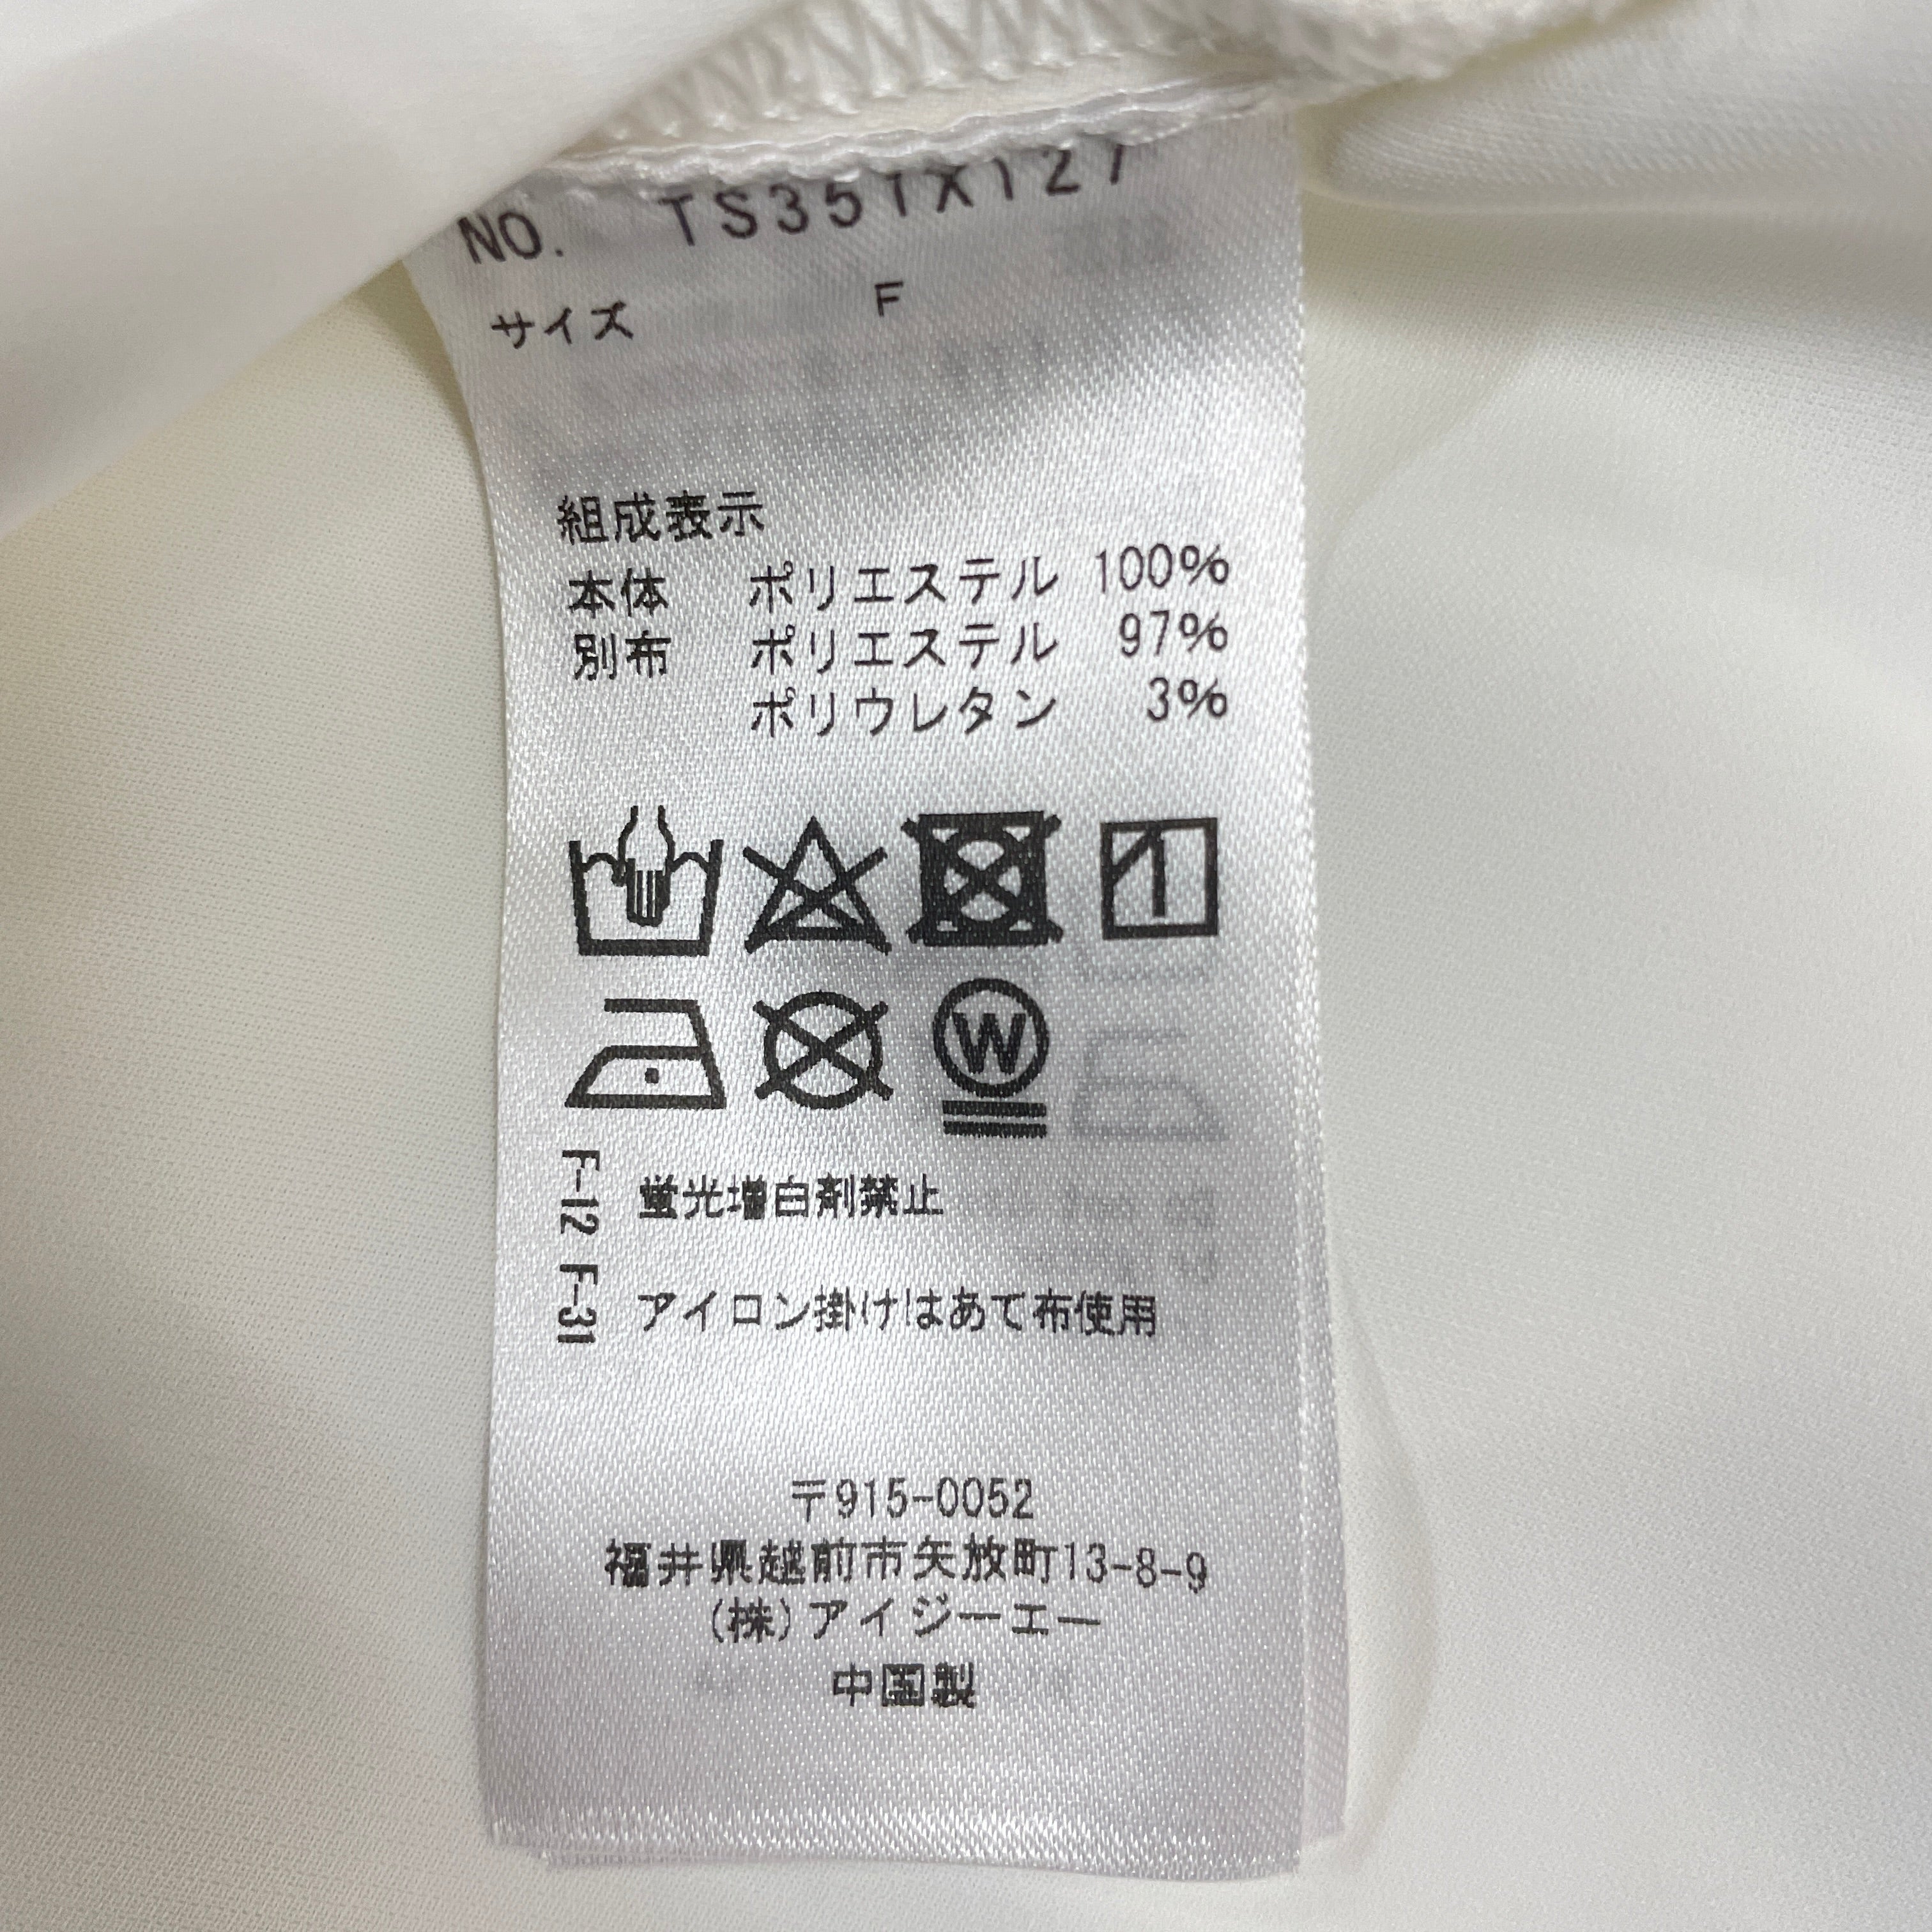 NO. TS351X127
サイズ F
組成表示
本体 ポリエステル 100%
別布 ポリエステル 97%
ポリウレタン 3%
W
F-12 F-31
蛍光増白剤禁止
アイロン掛けはあて布使用
〒915-0052
福井県越前市矢放町13-8-9
(株)アイジーエー
中国製